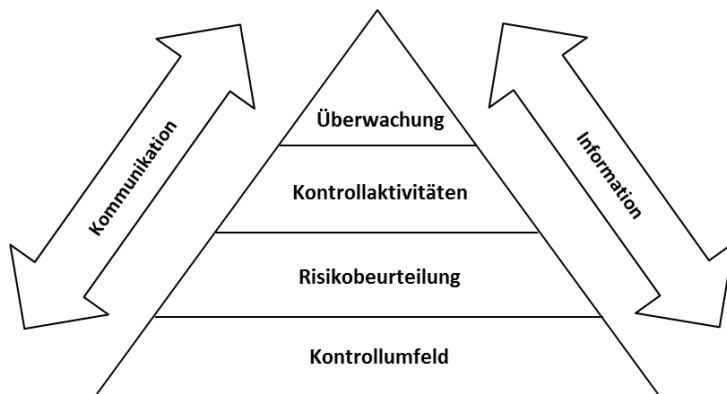 Überwachung
Kontrollaktivitäten
Risikobeurteilung
Kontrollumfeld
Kommunikation
Information